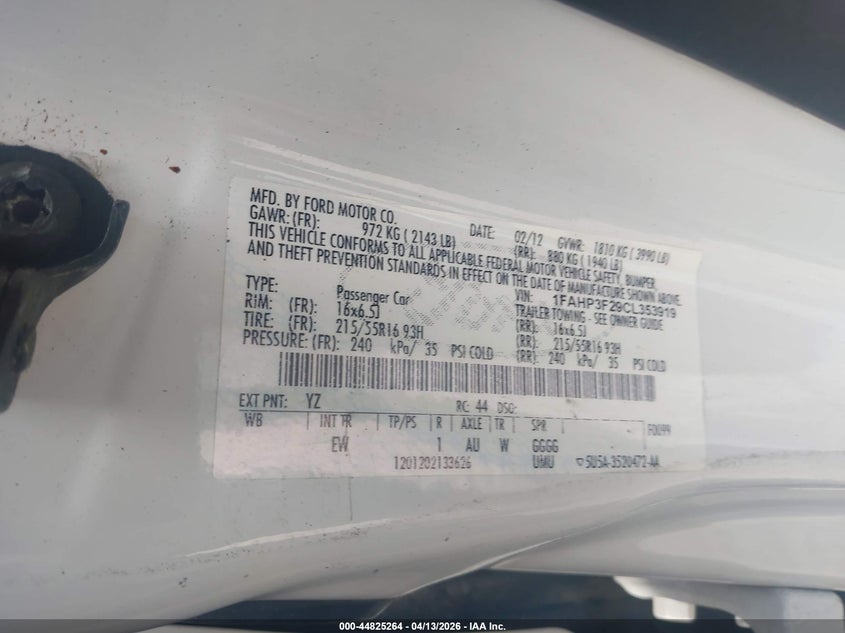 MFD. BY FORD MOTOR CO. DATE: 02/12 GVWR: 1810 KG ( 3990 LB)
GAWR: (FR): 972 KG ( 2143 LB) (RR): 880 KG ( 1940 LB)
THIS VEHICLE CONFORMS TO ALL APPLICABLE FEDERAL MOTOR VEHICLE SAFETY, BUMPER
AND THEFT PREVENTION STANDARDS IN EFFECT ON THE DATE OF MANUFACTURE SHOWN ABOVE.
VIN: 1FAHP3F29CL353919
TYPE: Passenger Car TRAILER TOWING - SEE OWNER GUIDE
RIM: (FR): 16x6.5J (RR): 16x6.5J
TIRE: (FR): 215/55R16 93H (RR): 215/55R16 93H
PRESSURE: (FR): 240 kPa/ 35 PSI COLD (RR): 240 kPa/ 35 PSI COLD
EXT PNT: YZ RC: 44 DSO:
WB INT TR TP/PS R AXLE TR SPR F0099
EW 1 AU W GGGG
1201202133626 UMU 5U5A-3520472-AA
000-44825264 - 04/13/2026 - IAA Inc.